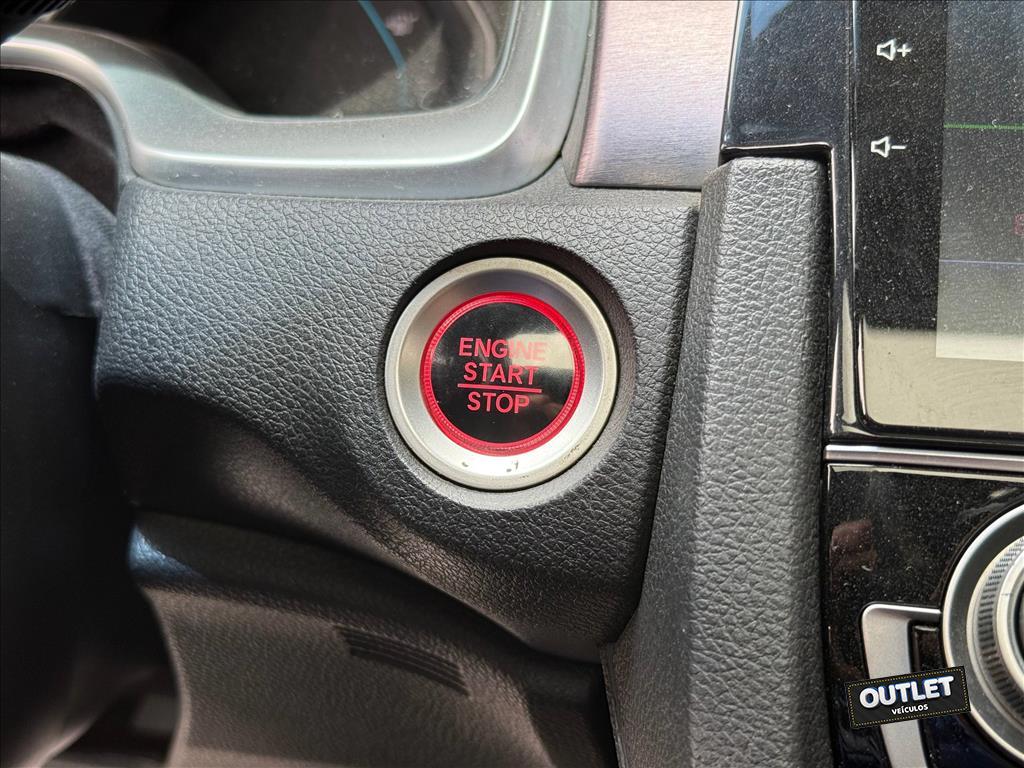 ENGINE
START
STOP
OUTLET
VEÍCULOS